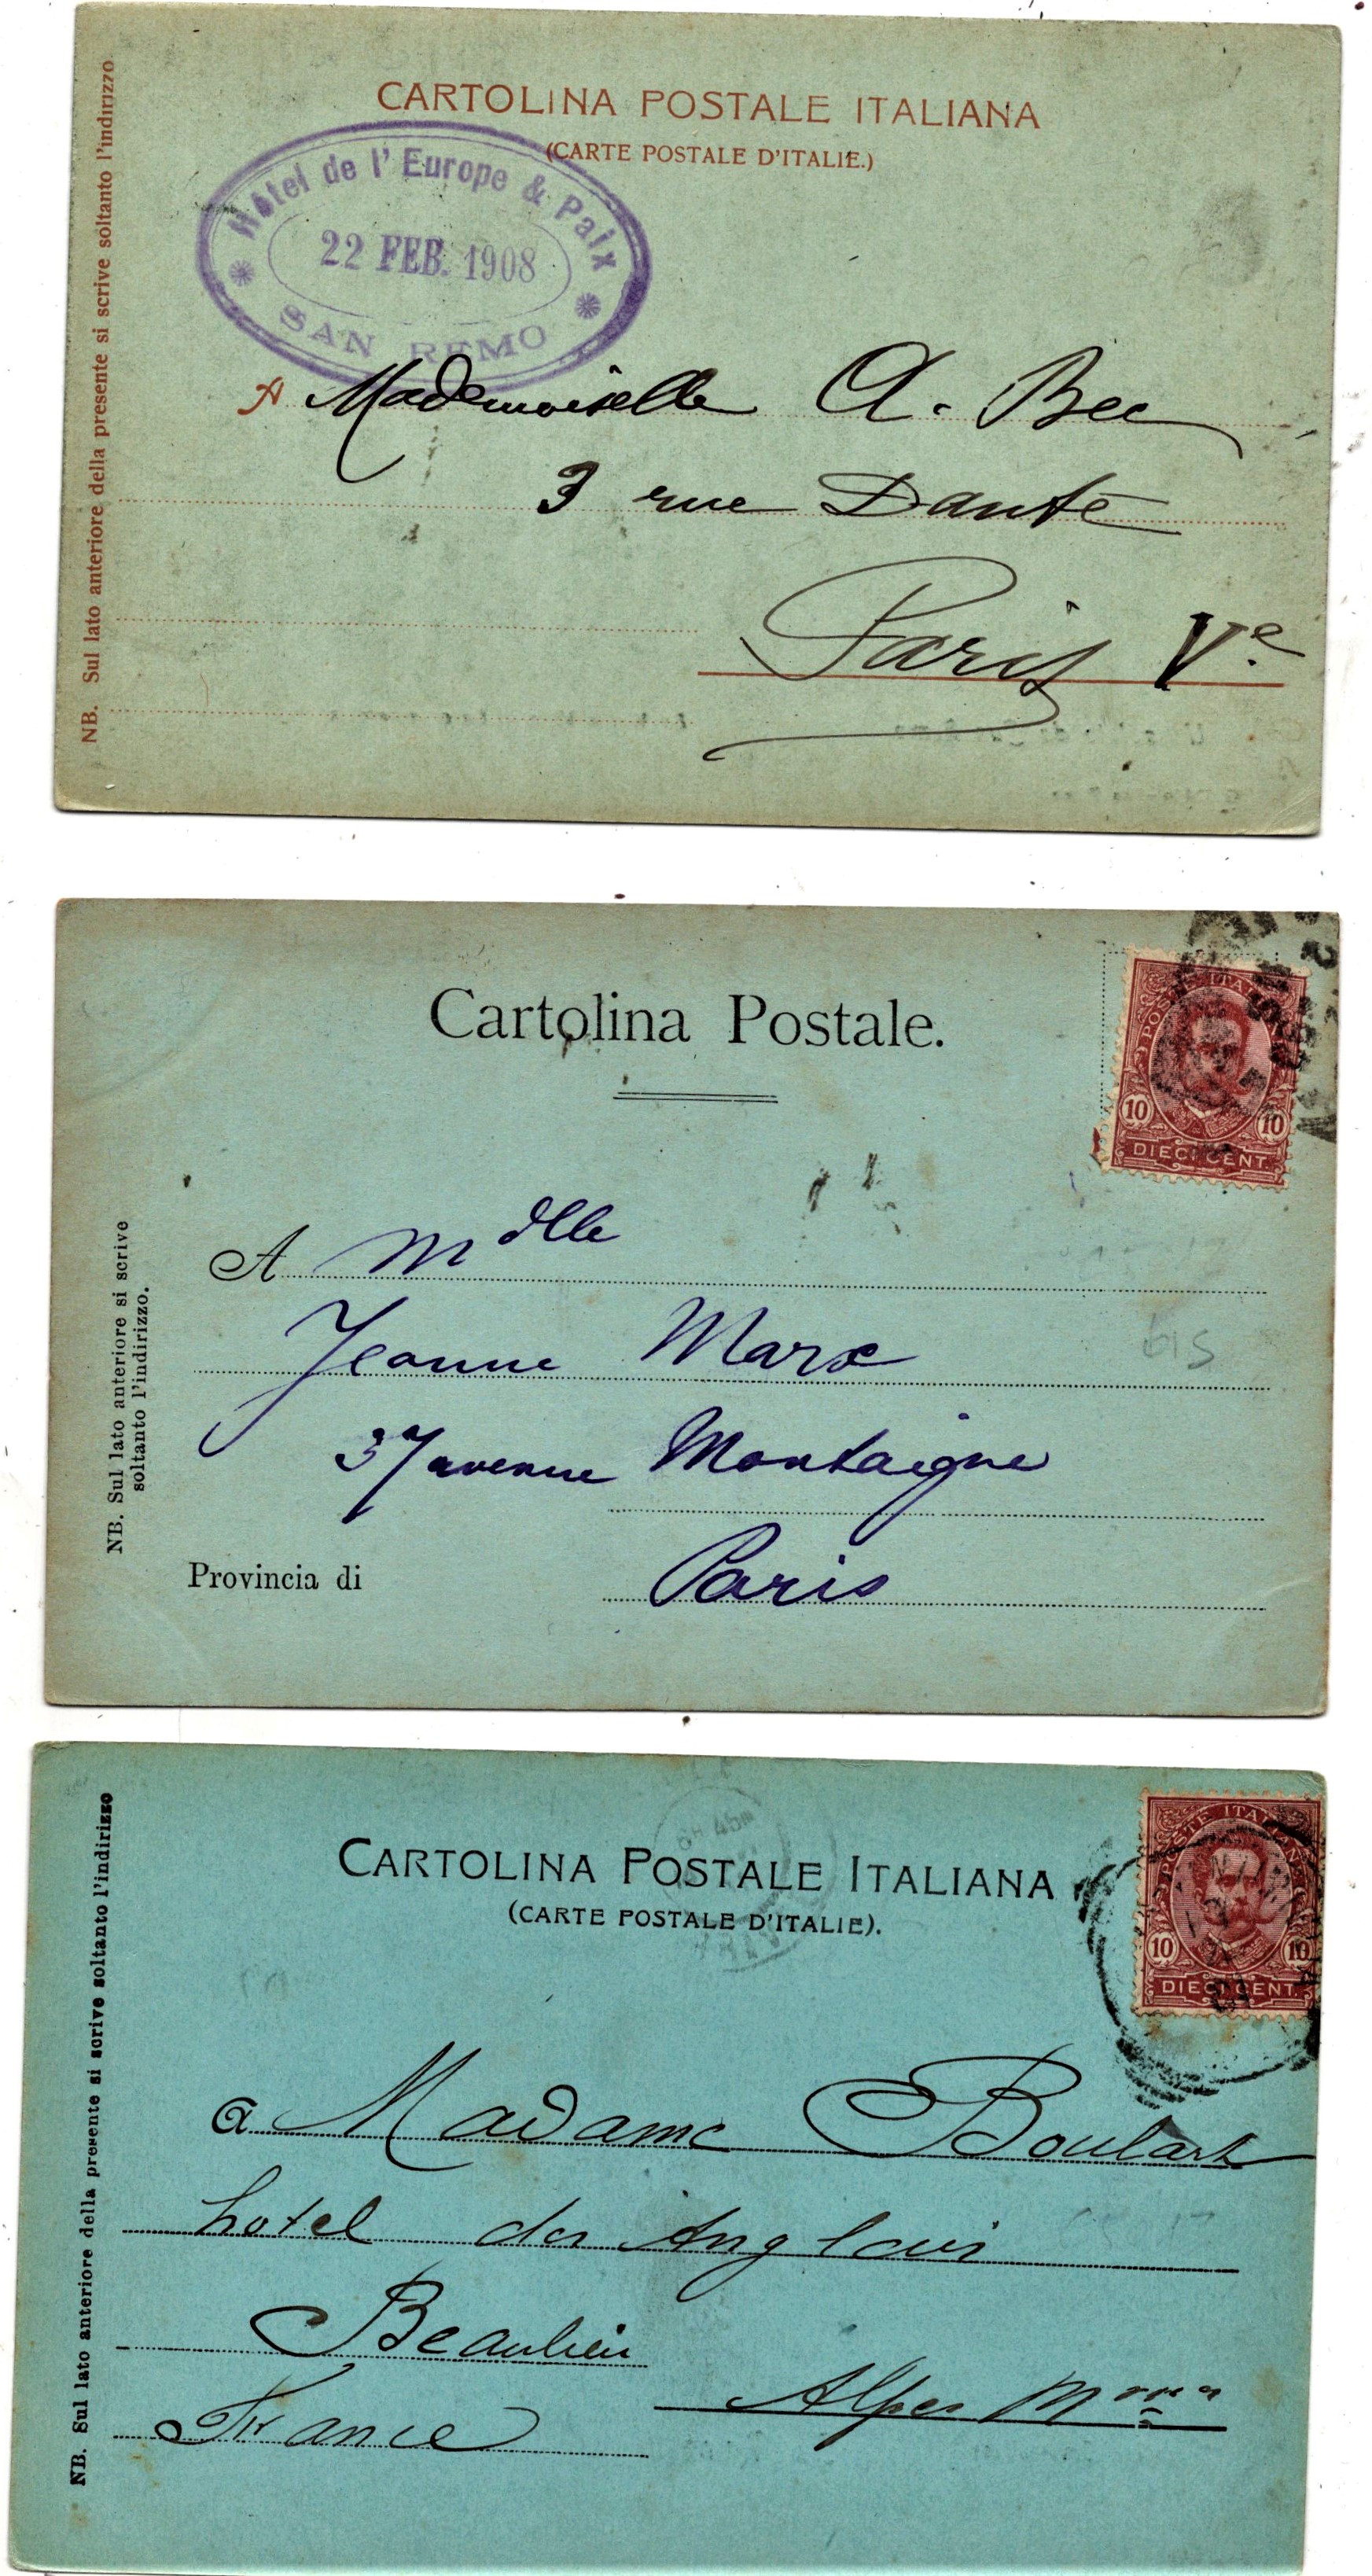 CARTOLINA POSTALE ITALIANA
(CARTE POSTALE D'ITALIE.)
Hôtel de l'Europe & Paix
22 FEB. 1908
SAN REMO
A Mademoiselle A. Bec
3 rue Dante
Paris Ve
NB. Sul lato anteriore della presente si scrive soltanto l'indirizzo.
Cartolina Postale.
POSTE ITALIANE
10 10
DIECI CENT.
A Mdlle
Jeanne Marx
37 avenue Montaigne
Provincia di Paris
bis
NB. Sul lato anteriore si scrive
soltanto l'indirizzo.
CARTOLINA POSTALE ITALIANA
(CARTE POSTALE D'ITALIE).
POSTE ITALIANE
10 10
DIECI CENT.
a Madame Boulart
hotel des Anglais
Beaulieu
Alpes Mmes
France
NB. Sul lato anteriore della presente si scrive soltanto l'indirizzo